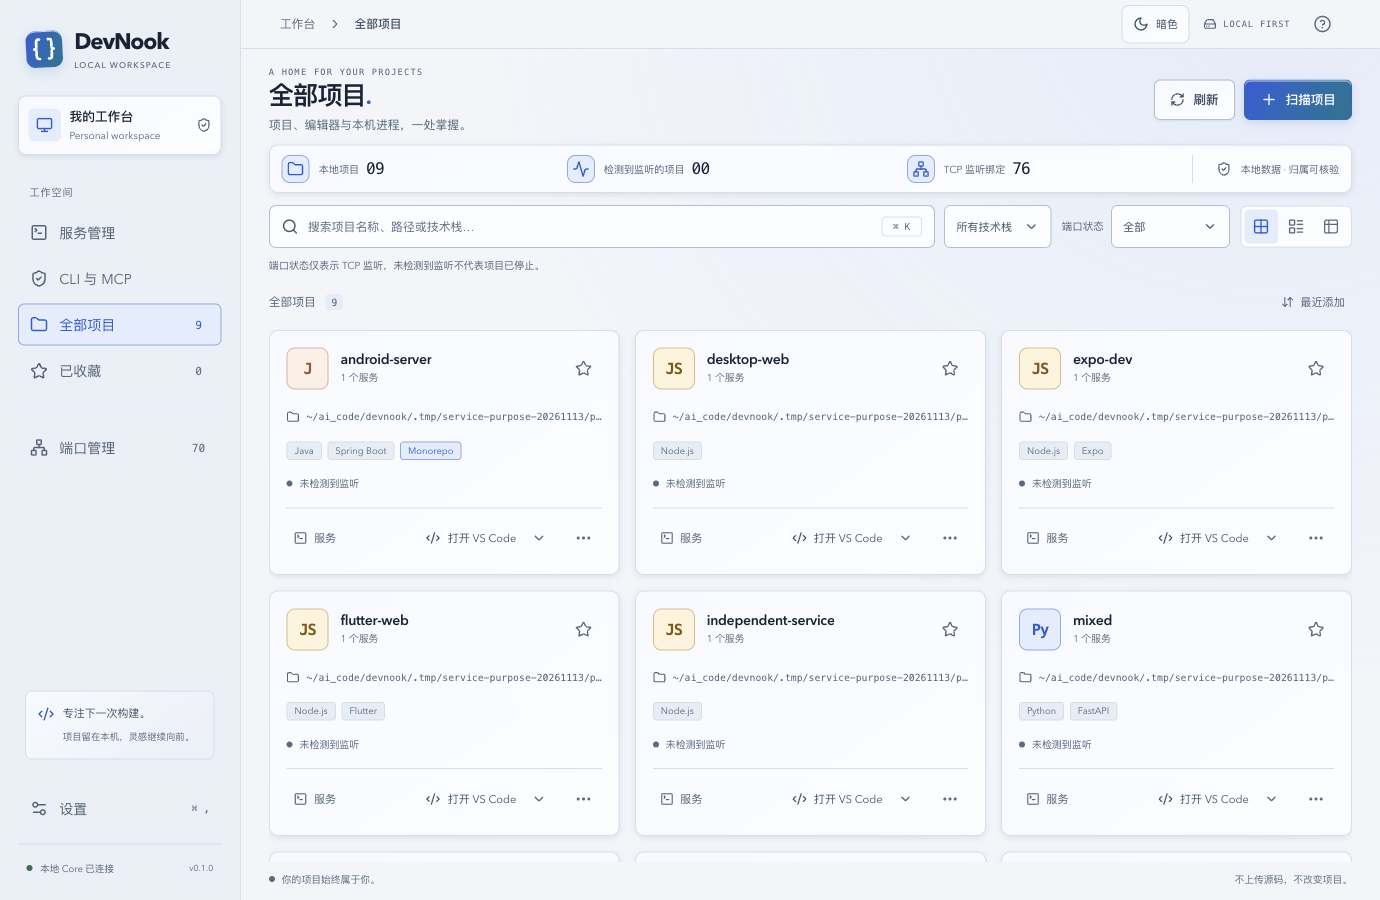 DevNook
LOCAL WORKSPACE
我的工作台
Personal workspace
工作空间
服务管理
CLI 与 MCP
全部项目 9
已收藏 0
端口管理 70
专注下一次构建。
项目留在本机，灵感继续向前。
设置 ⌘ ,
本地 Core 已连接 v0.1.0
工作台 > 全部项目
暗色 LOCAL FIRST
A HOME FOR YOUR PROJECTS
全部项目.
项目、编辑器与本机进程，一处掌握。
刷新 扫描项目
本地项目 09 检测到监听的项目 00 TCP 监听绑定 76 本地数据 · 归属可核验
搜索项目名称、路径或技术栈... ⌘ K 所有技术栈 端口状态 全部
端口状态仅表示 TCP 监听，未检测到监听不代表项目已停止。
全部项目 9 最近添加
J android-server
1 个服务
~/ai_code/devnook/.tmp/service-purpose-20261113/p…
Java Spring Boot Monorepo
未检测到监听
服务 打开 VS Code
JS desktop-web
1 个服务
~/ai_code/devnook/.tmp/service-purpose-20261113/p…
Node.js
未检测到监听
服务 打开 VS Code
JS expo-dev
1 个服务
~/ai_code/devnook/.tmp/service-purpose-20261113/p…
Node.js Expo
未检测到监听
服务 打开 VS Code
JS flutter-web
1 个服务
~/ai_code/devnook/.tmp/service-purpose-20261113/p…
Node.js Flutter
未检测到监听
服务 打开 VS Code
JS independent-service
1 个服务
~/ai_code/devnook/.tmp/service-purpose-20261113/p…
Node.js
未检测到监听
服务 打开 VS Code
Py mixed
1 个服务
~/ai_code/devnook/.tmp/service-purpose-20261113/p…
Python FastAPI
未检测到监听
服务 打开 VS Code
你的项目始终属于你。 不上传源码，不改变项目。